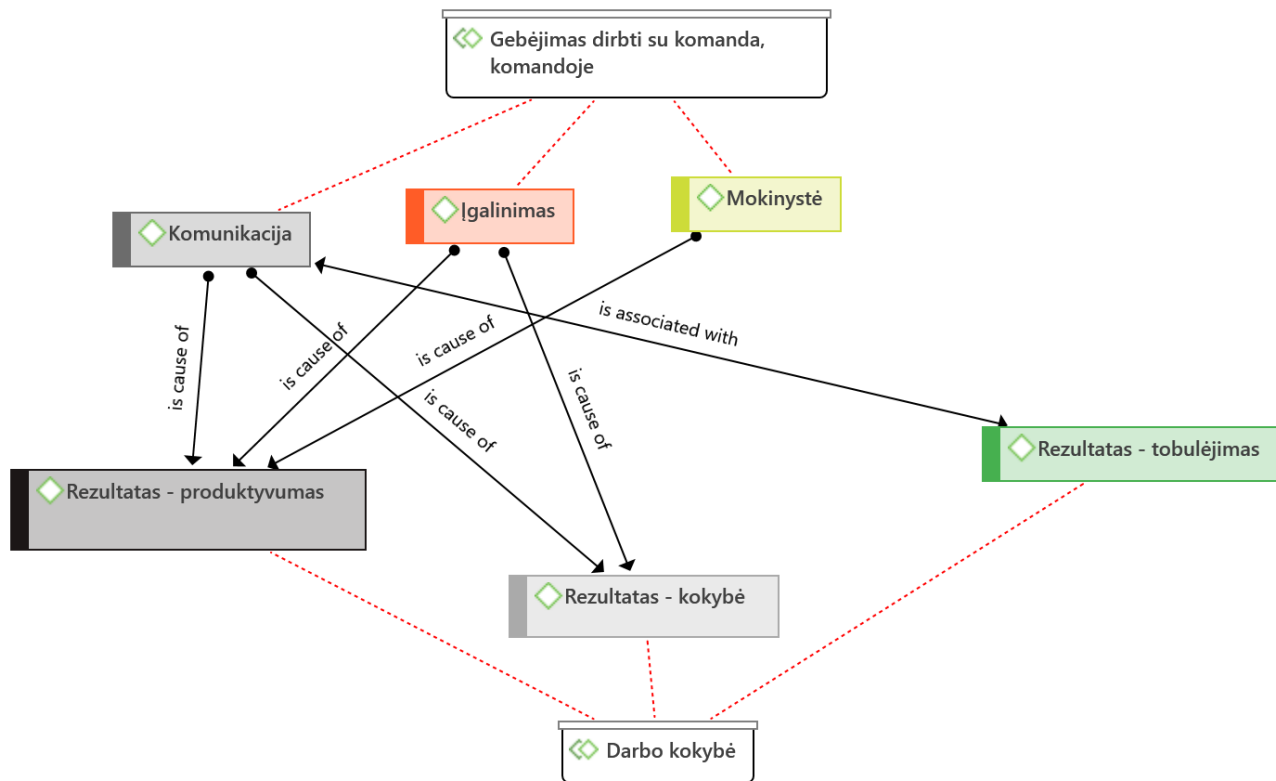 Gebėjimas dirbti su komanda,
komandoje
Komunikacija
Įgalinimas
Mokinystė
is cause of
is cause of
is cause of
is cause of
is cause of
is associated with
Rezultatas - produktyvumas
Rezultatas - tobulėjimas
Rezultatas - kokybė
Darbo kokybė